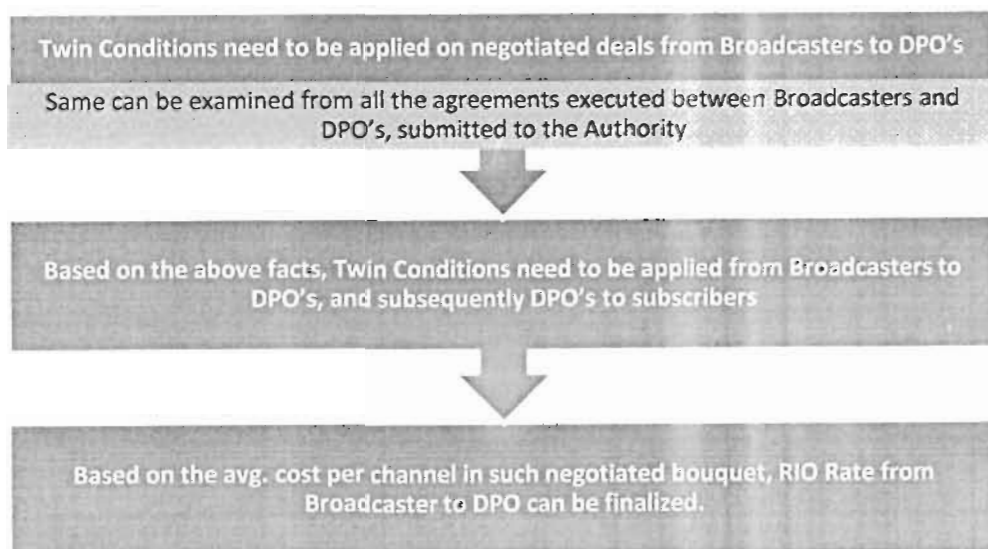 Twin Conditions need to be applied on negotiated deals from Broadcasters to DPO's
Same can be examined from all the agreements executed between Broadcasters and
DPO's, submitted to the Authority
Based on the above facts, Twin Conditions need to be applied from Broadcasters to
DPO's, and subsequently DPO's to subscribers
Based on the avg. cost per channel in such negotiated bouquet, RIO Rate from
Broadcaster to DPO can be finalized.